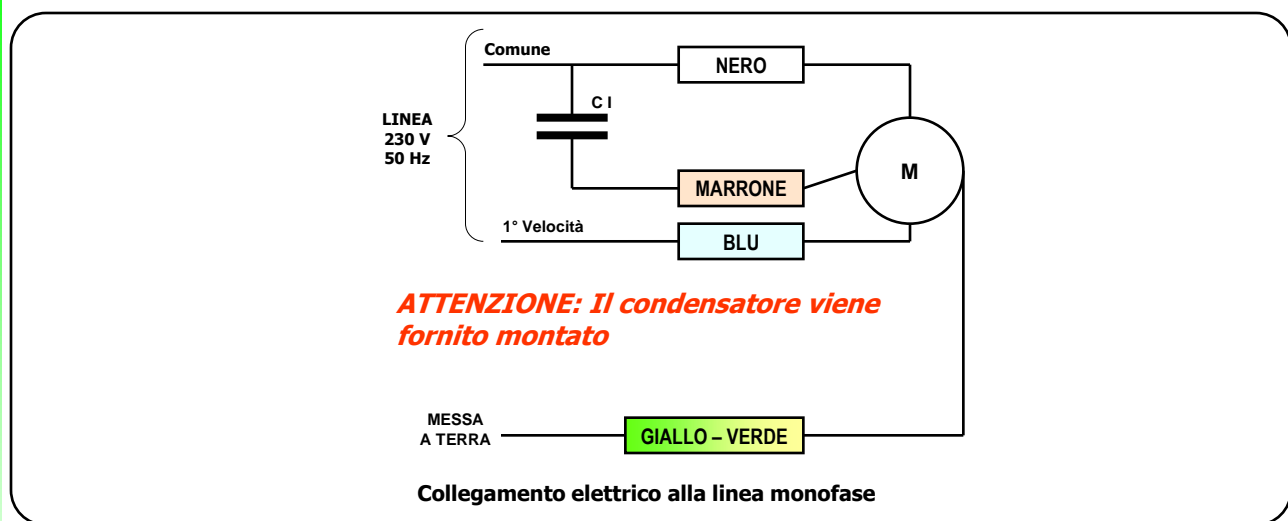 Comune
NERO
C I
LINEA
230 V
50 Hz
M
MARRONE
1° Velocità
BLU
ATTENZIONE: Il condensatore viene
fornito montato
MESSA
A TERRA
GIALLO – VERDE
Collegamento elettrico alla linea monofase